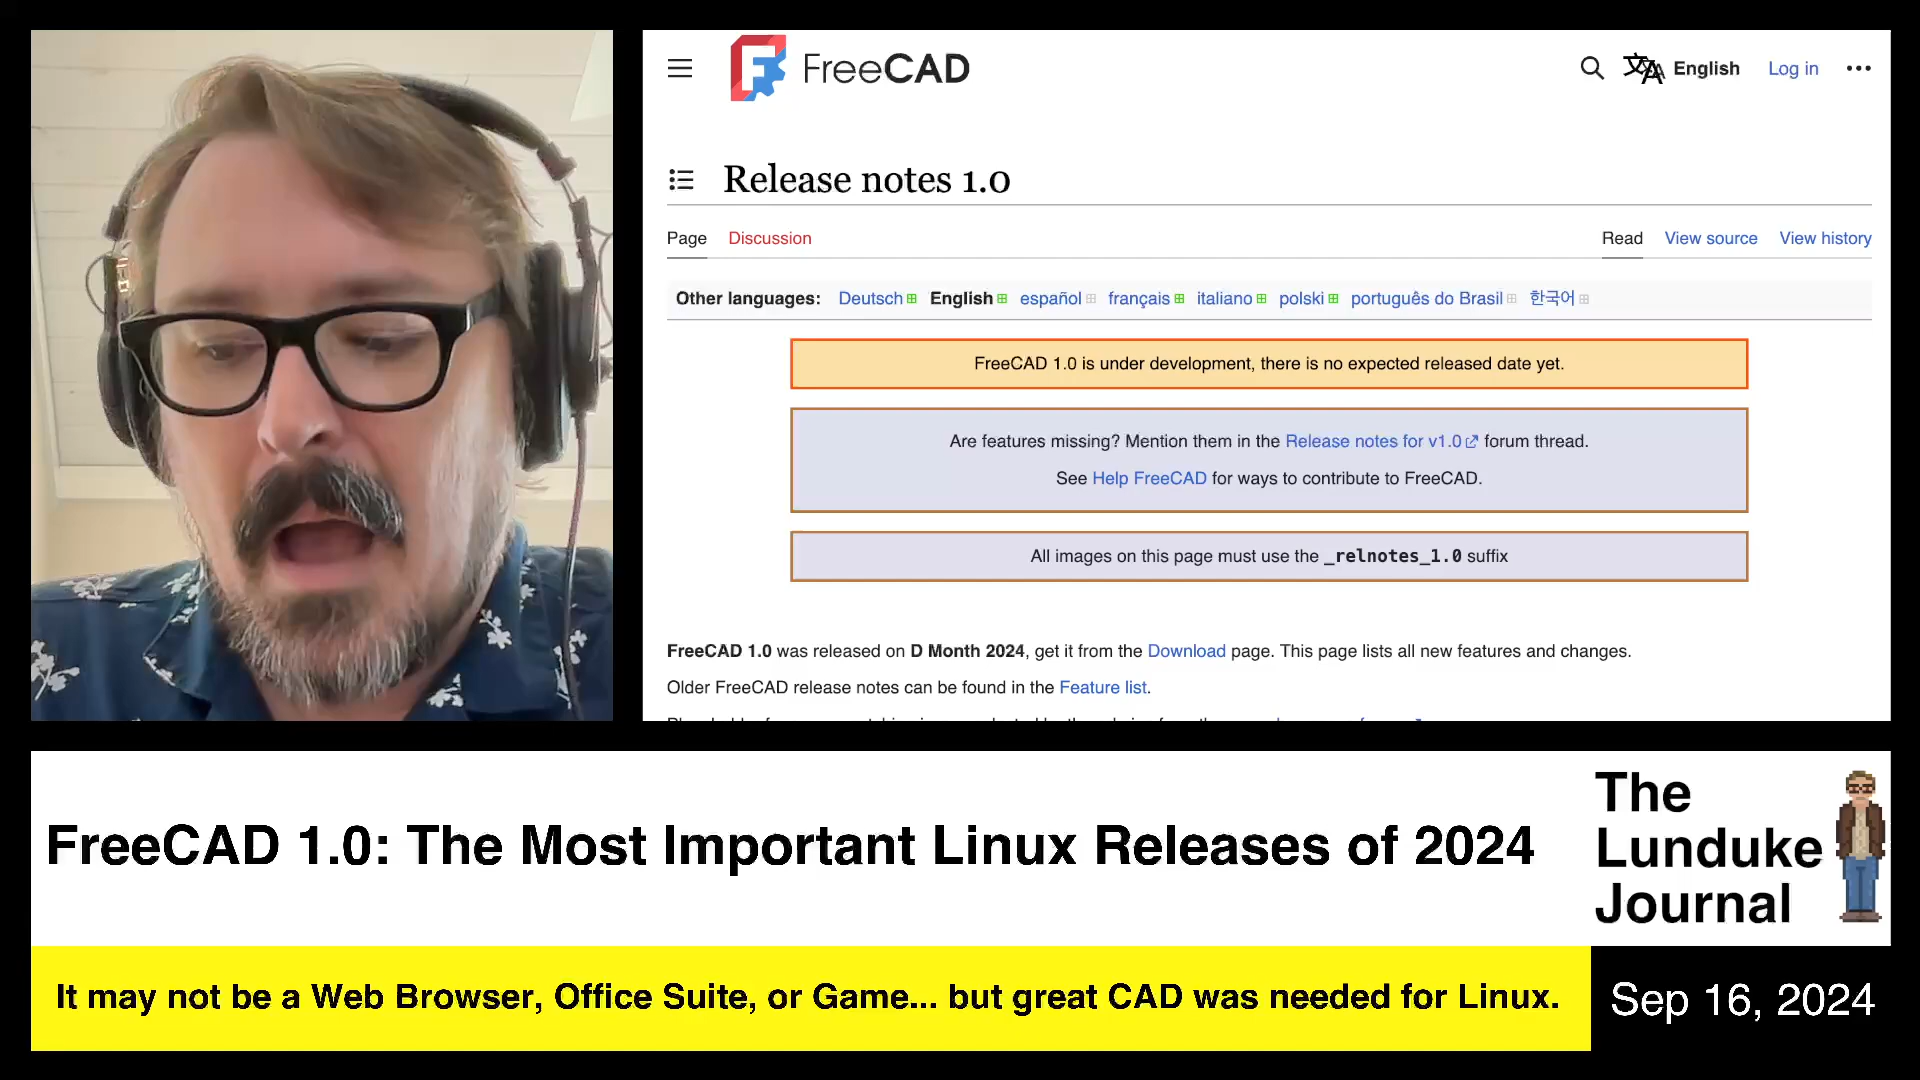 FreeCAD
English
Log in
Release notes 1.0
Page Discussion Read View source View history
Other languages: Deutsch English español français italiano polski português do Brasil 한국어
FreeCAD 1.0 is under development, there is no expected released date yet.
Are features missing? Mention them in the Release notes for v1.0 forum thread.
See Help FreeCAD for ways to contribute to FreeCAD.
All images on this page must use the _relnotes_1.0 suffix
FreeCAD 1.0 was released on D Month 2024, get it from the Download page. This page lists all new features and changes.
Older FreeCAD release notes can be found in the Feature list.
FreeCAD 1.0: The Most Important Linux Releases of 2024
The
Lunduke
Journal
It may not be a Web Browser, Office Suite, or Game... but great CAD was needed for Linux.
Sep 16, 2024